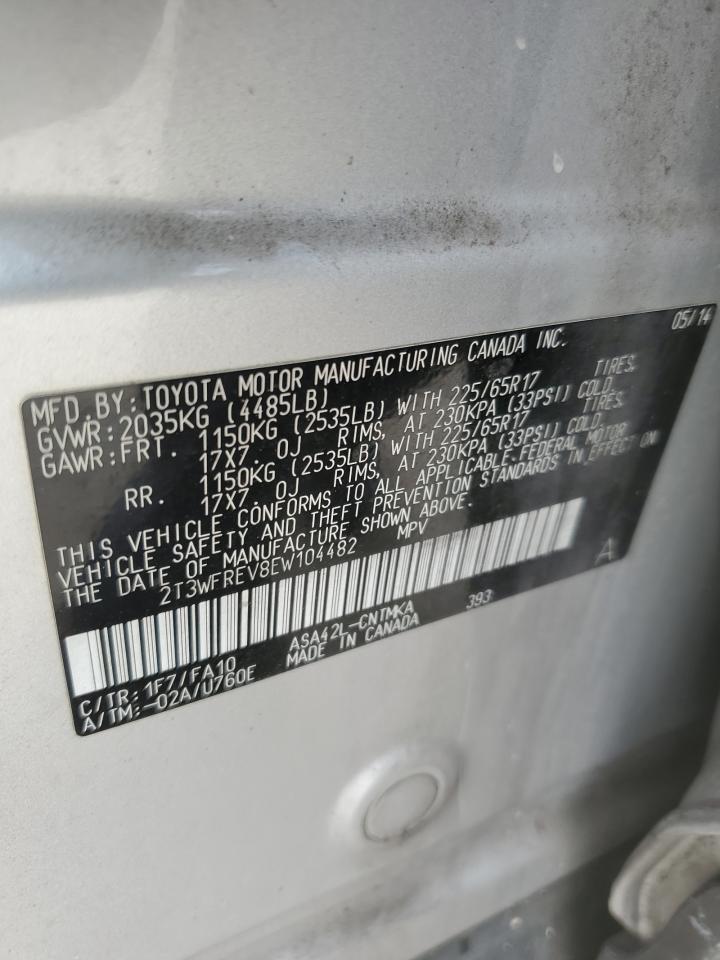 05/14
MFD.BY:TOYOTA MOTOR MANUFACTURING CANADA INC.
GVWR:2035KG (4485LB)
GAWR:FRT. 1150KG (2535LB) WITH 225/65R17 TIRES,
17X7.0J RIMS, AT 230KPA (33PSI) COLD.
RR. 1150KG (2535LB) WITH 225/65R17 TIRES,
17X7.0J RIMS, AT 230KPA (33PSI) COLD.
THIS VEHICLE CONFORMS TO ALL APPLICABLE FEDERAL MOTOR
VEHICLE SAFETY AND THEFT PREVENTION STANDARDS IN EFFECT ON
THE DATE OF MANUFACTURE SHOWN ABOVE.
2T3WFREV8EW104482 MPV
A
C/TR:1F7/FA10 ASA42L-CNTMKA 393
A/TM:-02A/U760E MADE IN CANADA